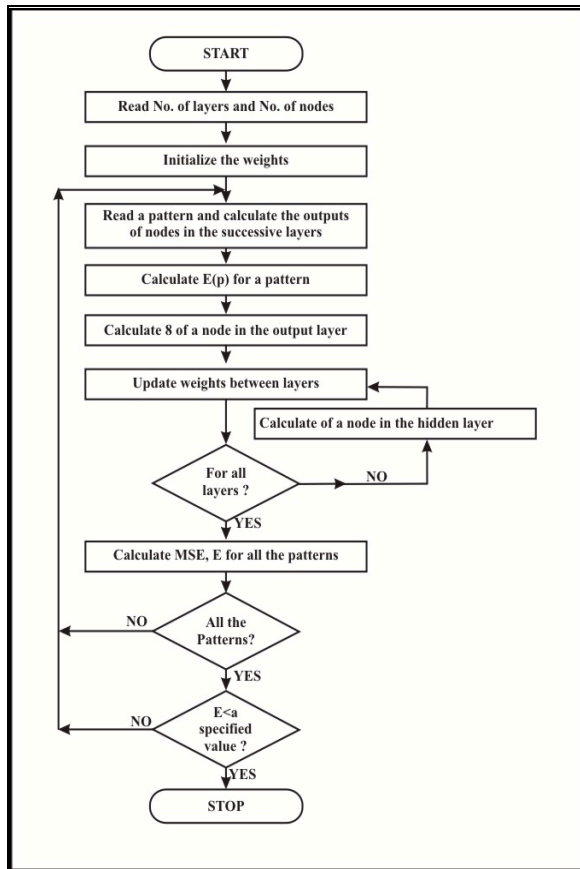 START
Read No. of layers and No. of nodes
Initialize the weights
Read a pattern and calculate the outputs
of nodes in the successive layers
Calculate E(p) for a pattern
Calculate 8 of a node in the output layer
Update weights between layers
Calculate of a node in the hidden layer
For all
layers ?
NO
YES
Calculate MSE, E for all the patterns
NO
All the
Patterns?
YES
NO
E<a
specified
value ?
YES
STOP